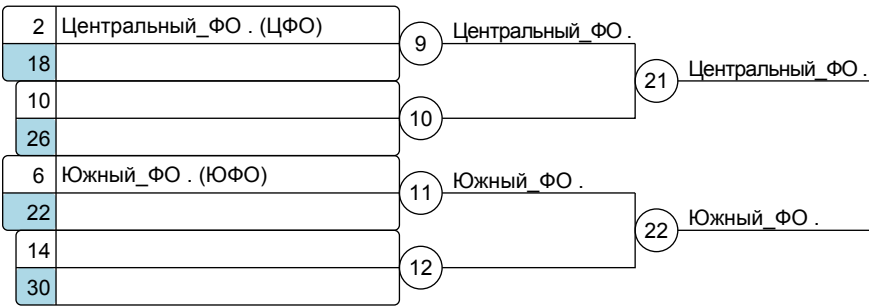 2 Центральный_ФО . (ЦФО)
9 Центральный_ФО .
18
21 Центральный_ФО .
10
10
26
6 Южный_ФО . (ЮФО)
11 Южный_ФО .
22
22 Южный_ФО .
14
12
30